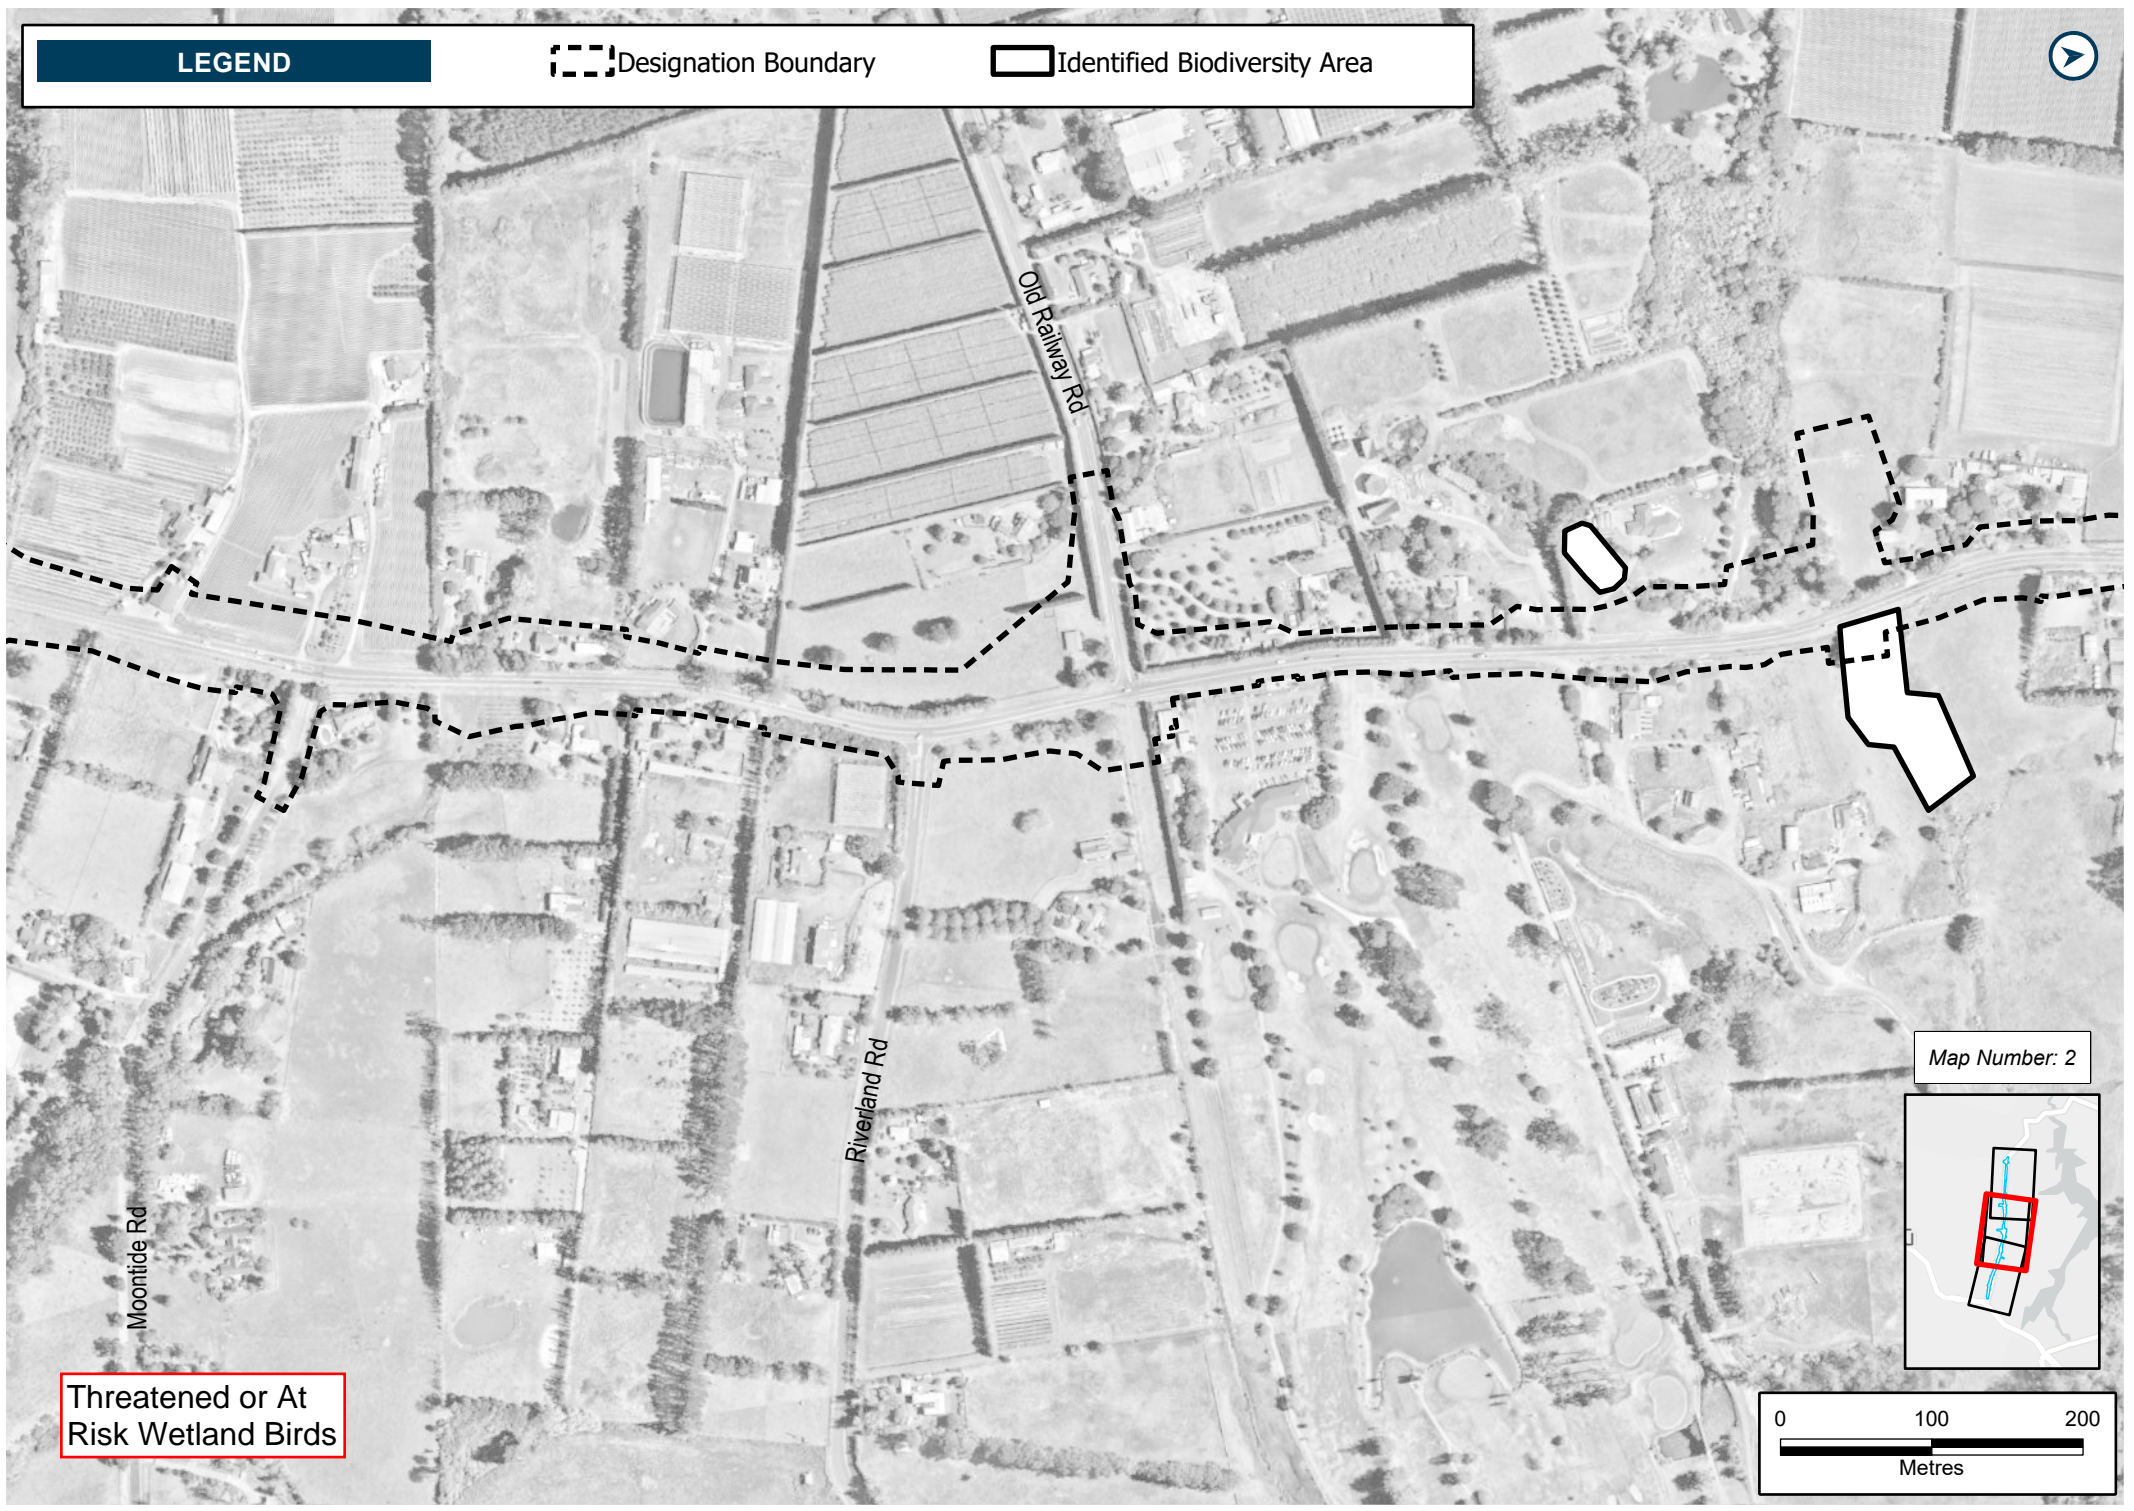 LEGEND
Designation Boundary
Identified Biodiversity Area
Old Railway Rd
Riverland Rd
Moontide Rd
Map Number: 2
Threatened or At
Risk Wetland Birds
0 100 200
Metres